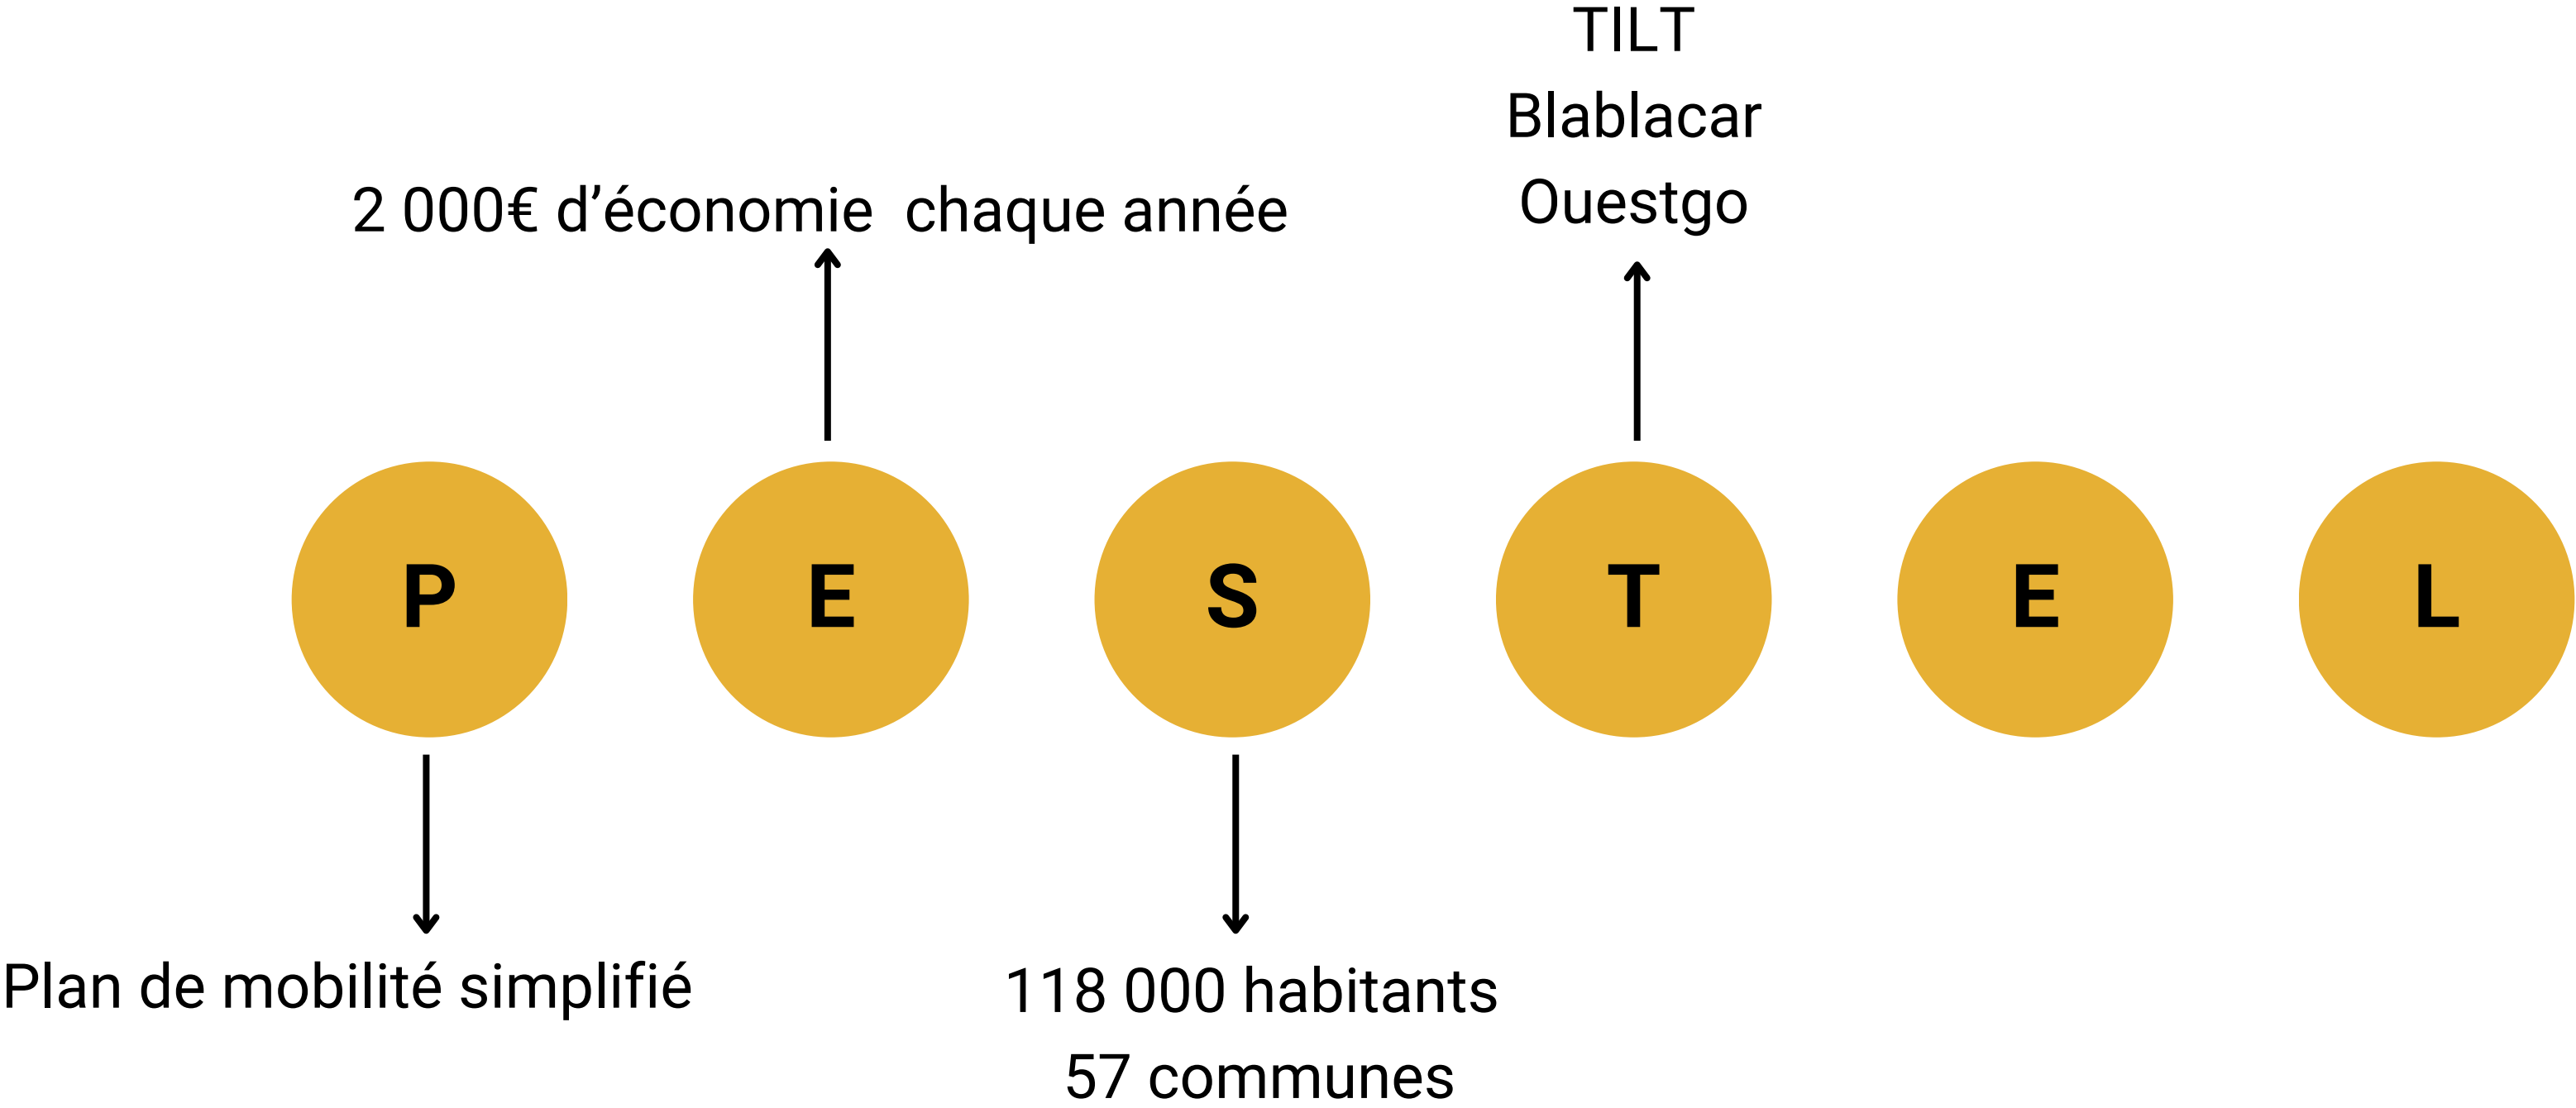 TILT
Blablacar
Ouestgo
2 000€ d’économie  chaque année
P E S T E L
Plan de mobilité simplifié
118 000 habitants
57 communes